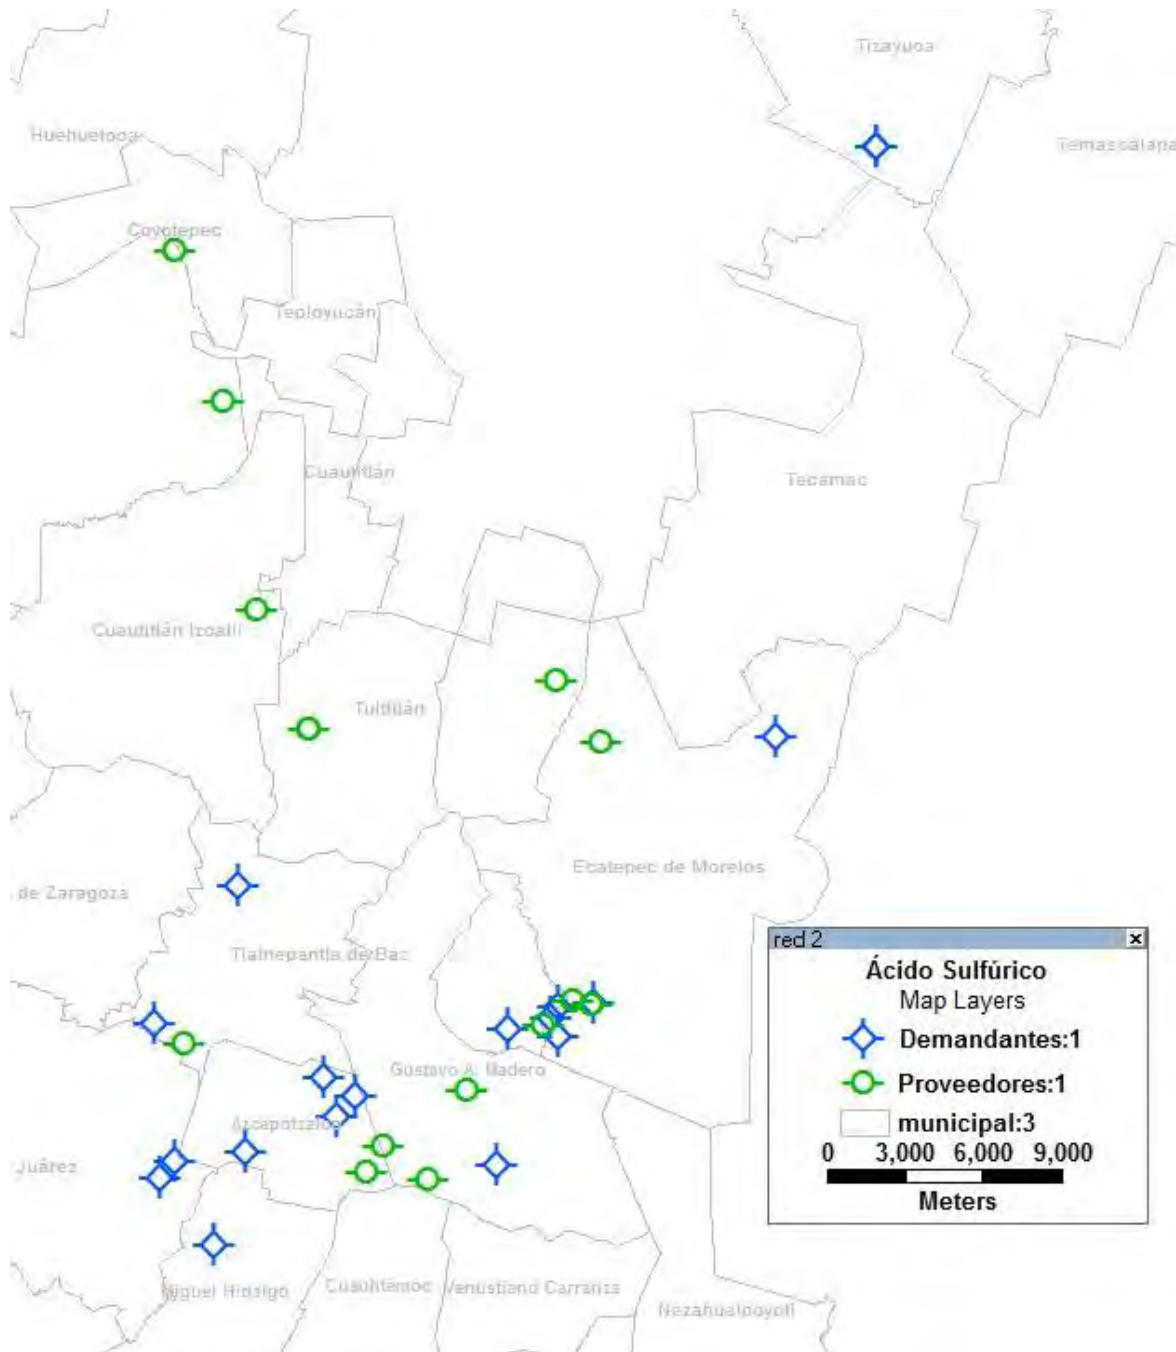 Tizayuca
Huehuetoca
Temascalapa
Coyotepec
Teoloyucán
Cuautitlán
Tecamac
Cuautitlán Izcalli
Tultitlán
Ecatepec de Morelos
de Zaragoza
Tlalnepantla de Baz
red 2
Ácido Sulfúrico
Map Layers
Demandantes:1
Proveedores:1
municipal:3
0 3,000 6,000 9,000
Meters
Gustavo A. Madero
Azcapotzalco
Juárez
Miguel Hidalgo
Cuauhtémoc
Venustiano Carranza
Nezahualcoyotl